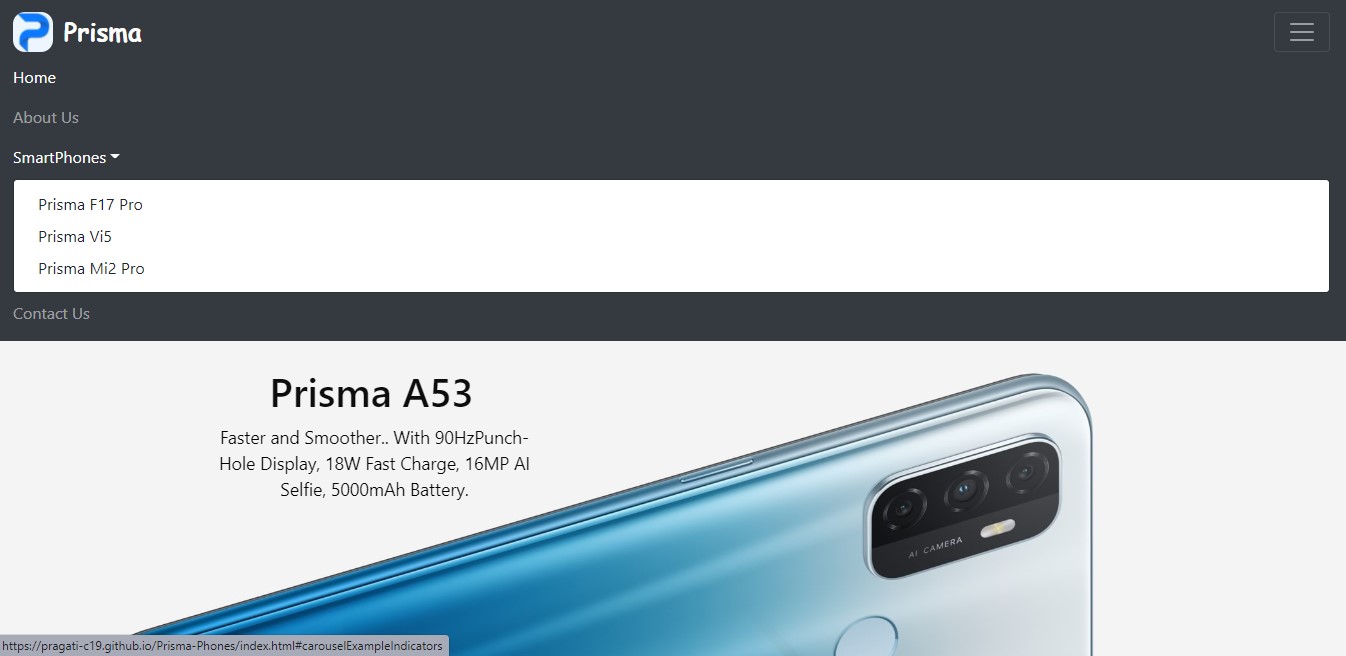 Prisma
Home
About Us
SmartPhones
Prisma F17 Pro
Prisma Vi5
Prisma Mi2 Pro
Contact Us
Prisma A53
Faster and Smoother.. With 90HzPunch-
Hole Display, 18W Fast Charge, 16MP AI
Selfie, 5000mAh Battery.
AI CAMERA
https://pragati-c19.github.io/Prisma-Phones/index.html#carouselExampleIndicators